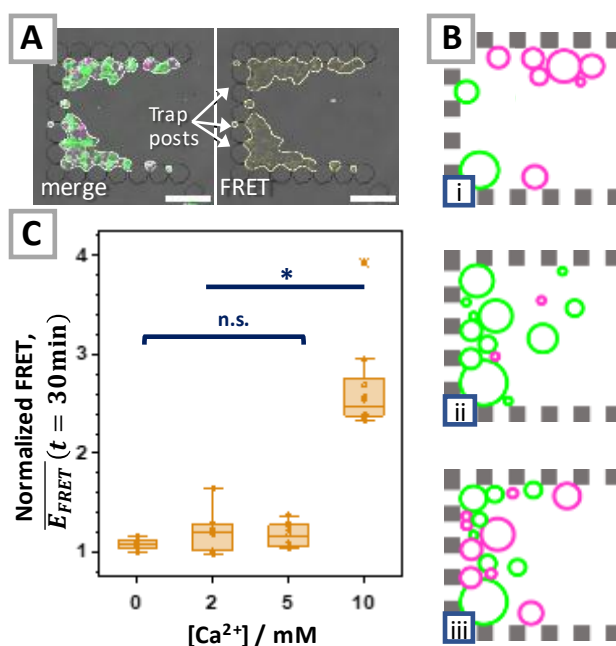 A
B
Trap
posts
merge
FRET
i
ii
iii
C
Normalized FRET,
E_FRET (t = 30min)
4
3
2
1
*
n.s.
0 2 5 10
[Ca²⁺] / mM